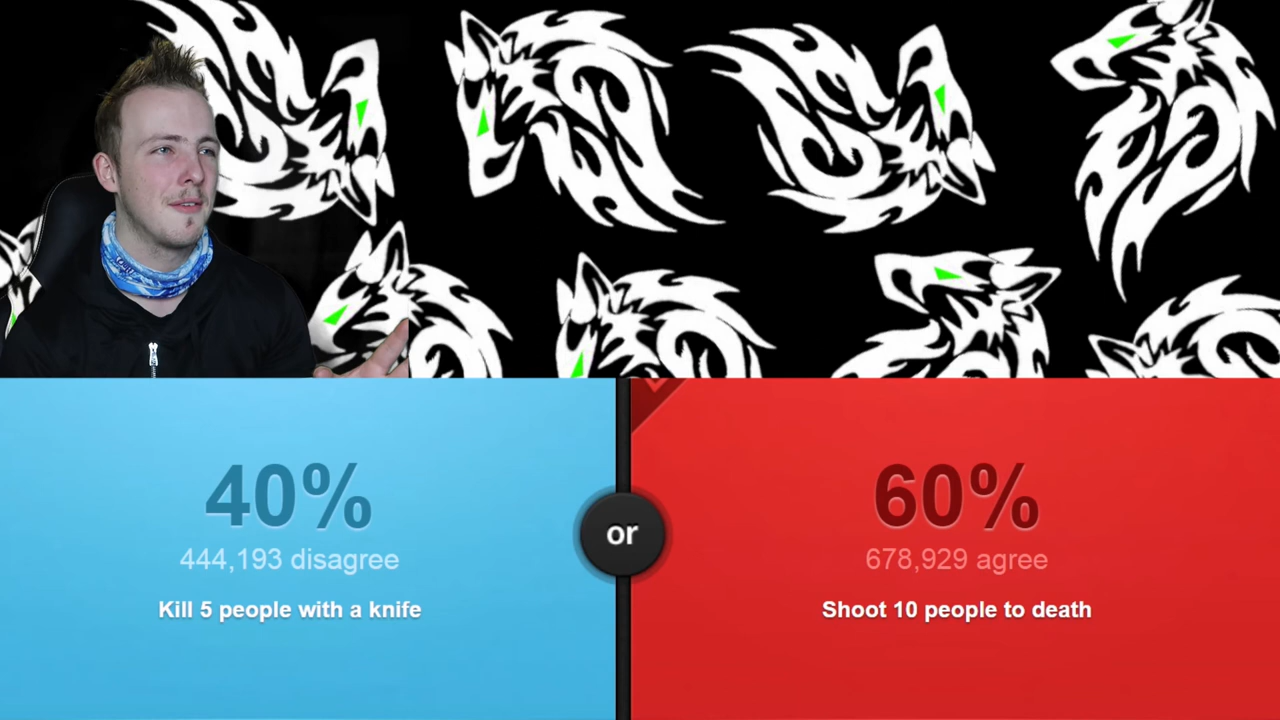 40%
444,193 disagree
Kill 5 people with a knife
or
60%
678,929 agree
Shoot 10 people to death